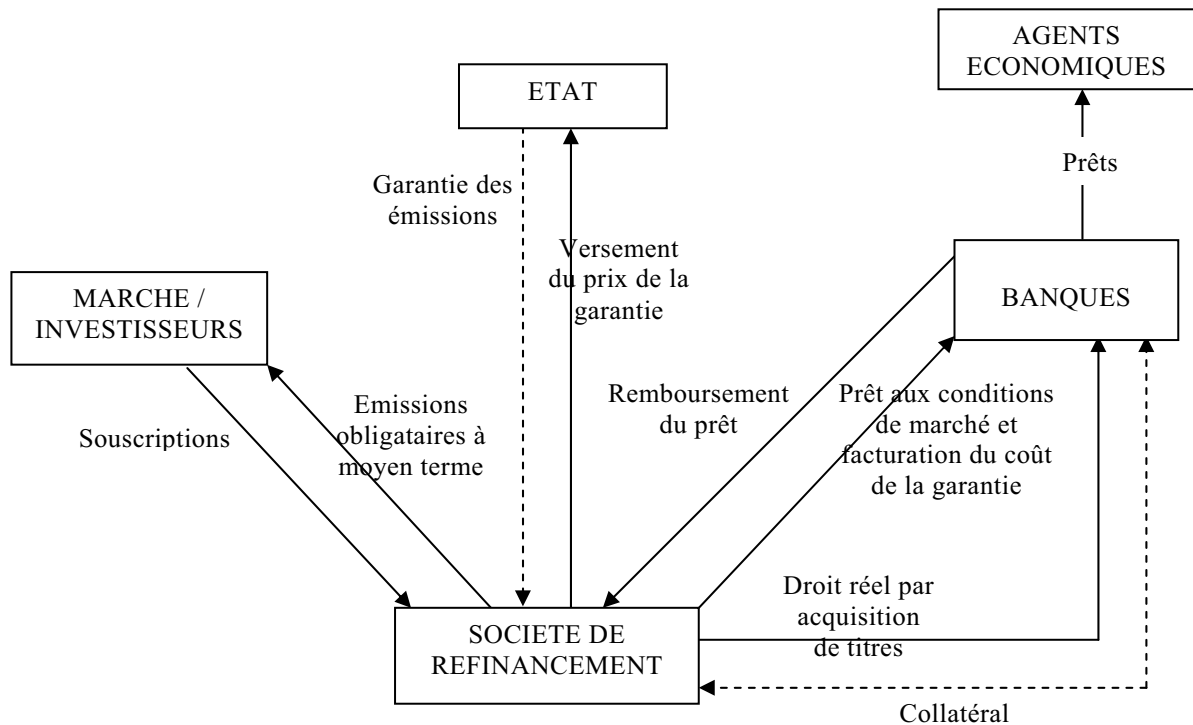 AGENTS
ECONOMIQUES
ETAT
Prêts
Garantie des
émissions
Versement
du prix de la
garantie
MARCHE /
INVESTISSEURS
BANQUES
Souscriptions
Emissions
obligataires à
moyen terme
Remboursement
du prêt
Prêt aux conditions
de marché et
facturation du coût
de la garantie
Droit réel par
acquisition
de titres
SOCIETE DE
REFINANCEMENT
Collatéral